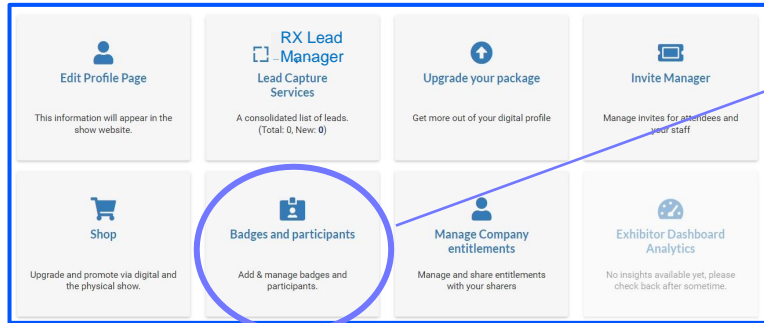 RX Lead
Manager
Edit Profile Page
This information will appear in the
show website.
Lead Capture
Services
A consolidated list of leads.
(Total: 0, New: 0)
Upgrade your package
Get more out of your digital profile
Invite Manager
Manage invites for attendees and
your staff
Shop
Upgrade and promote via digital and
the physical show.
Badges and participants
Add & manage badges and
participants.
Manage Company
entitlements
Manage and share entitlements
with your sharers
Exhibitor Dashboard
Analytics
No insights available yet, please
check back after sometime.